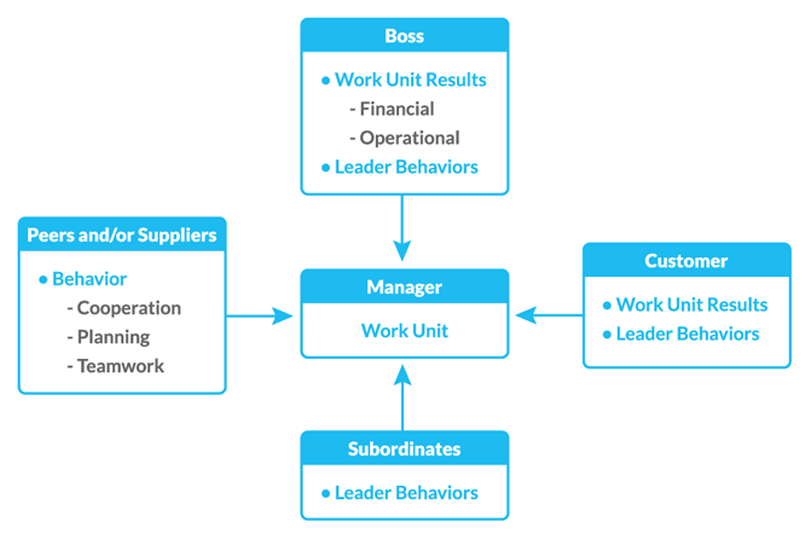 Boss
• Work Unit Results
- Financial
- Operational
• Leader Behaviors
Peers and/or Suppliers
• Behavior
- Cooperation
- Planning
- Teamwork
Manager
Work Unit
Customer
• Work Unit Results
• Leader Behaviors
Subordinates
• Leader Behaviors